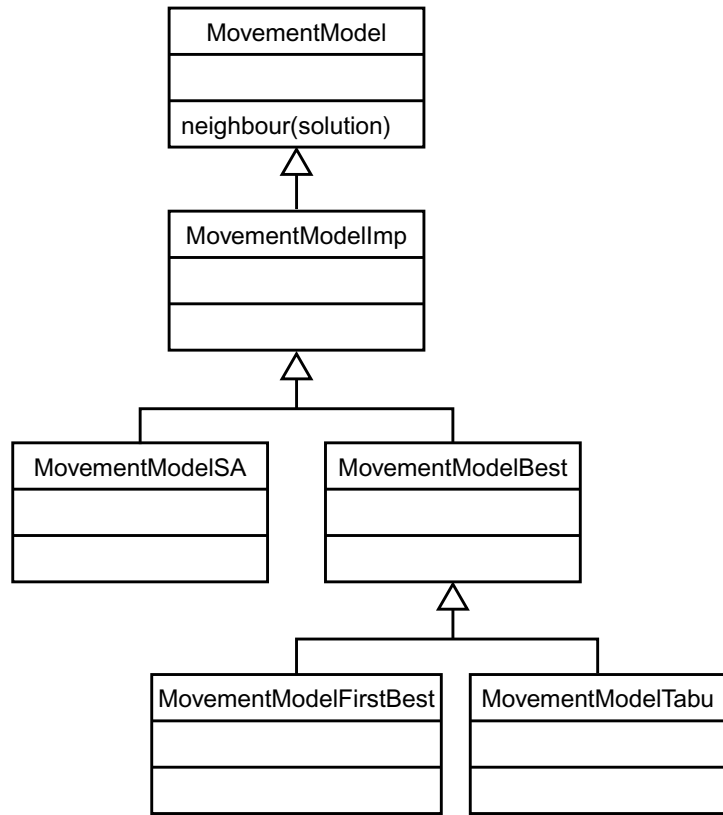 MovementModel
neighbour(solution)
MovementModelImp
MovementModelSA
MovementModelBest
MovementModelFirstBest
MovementModelTabu